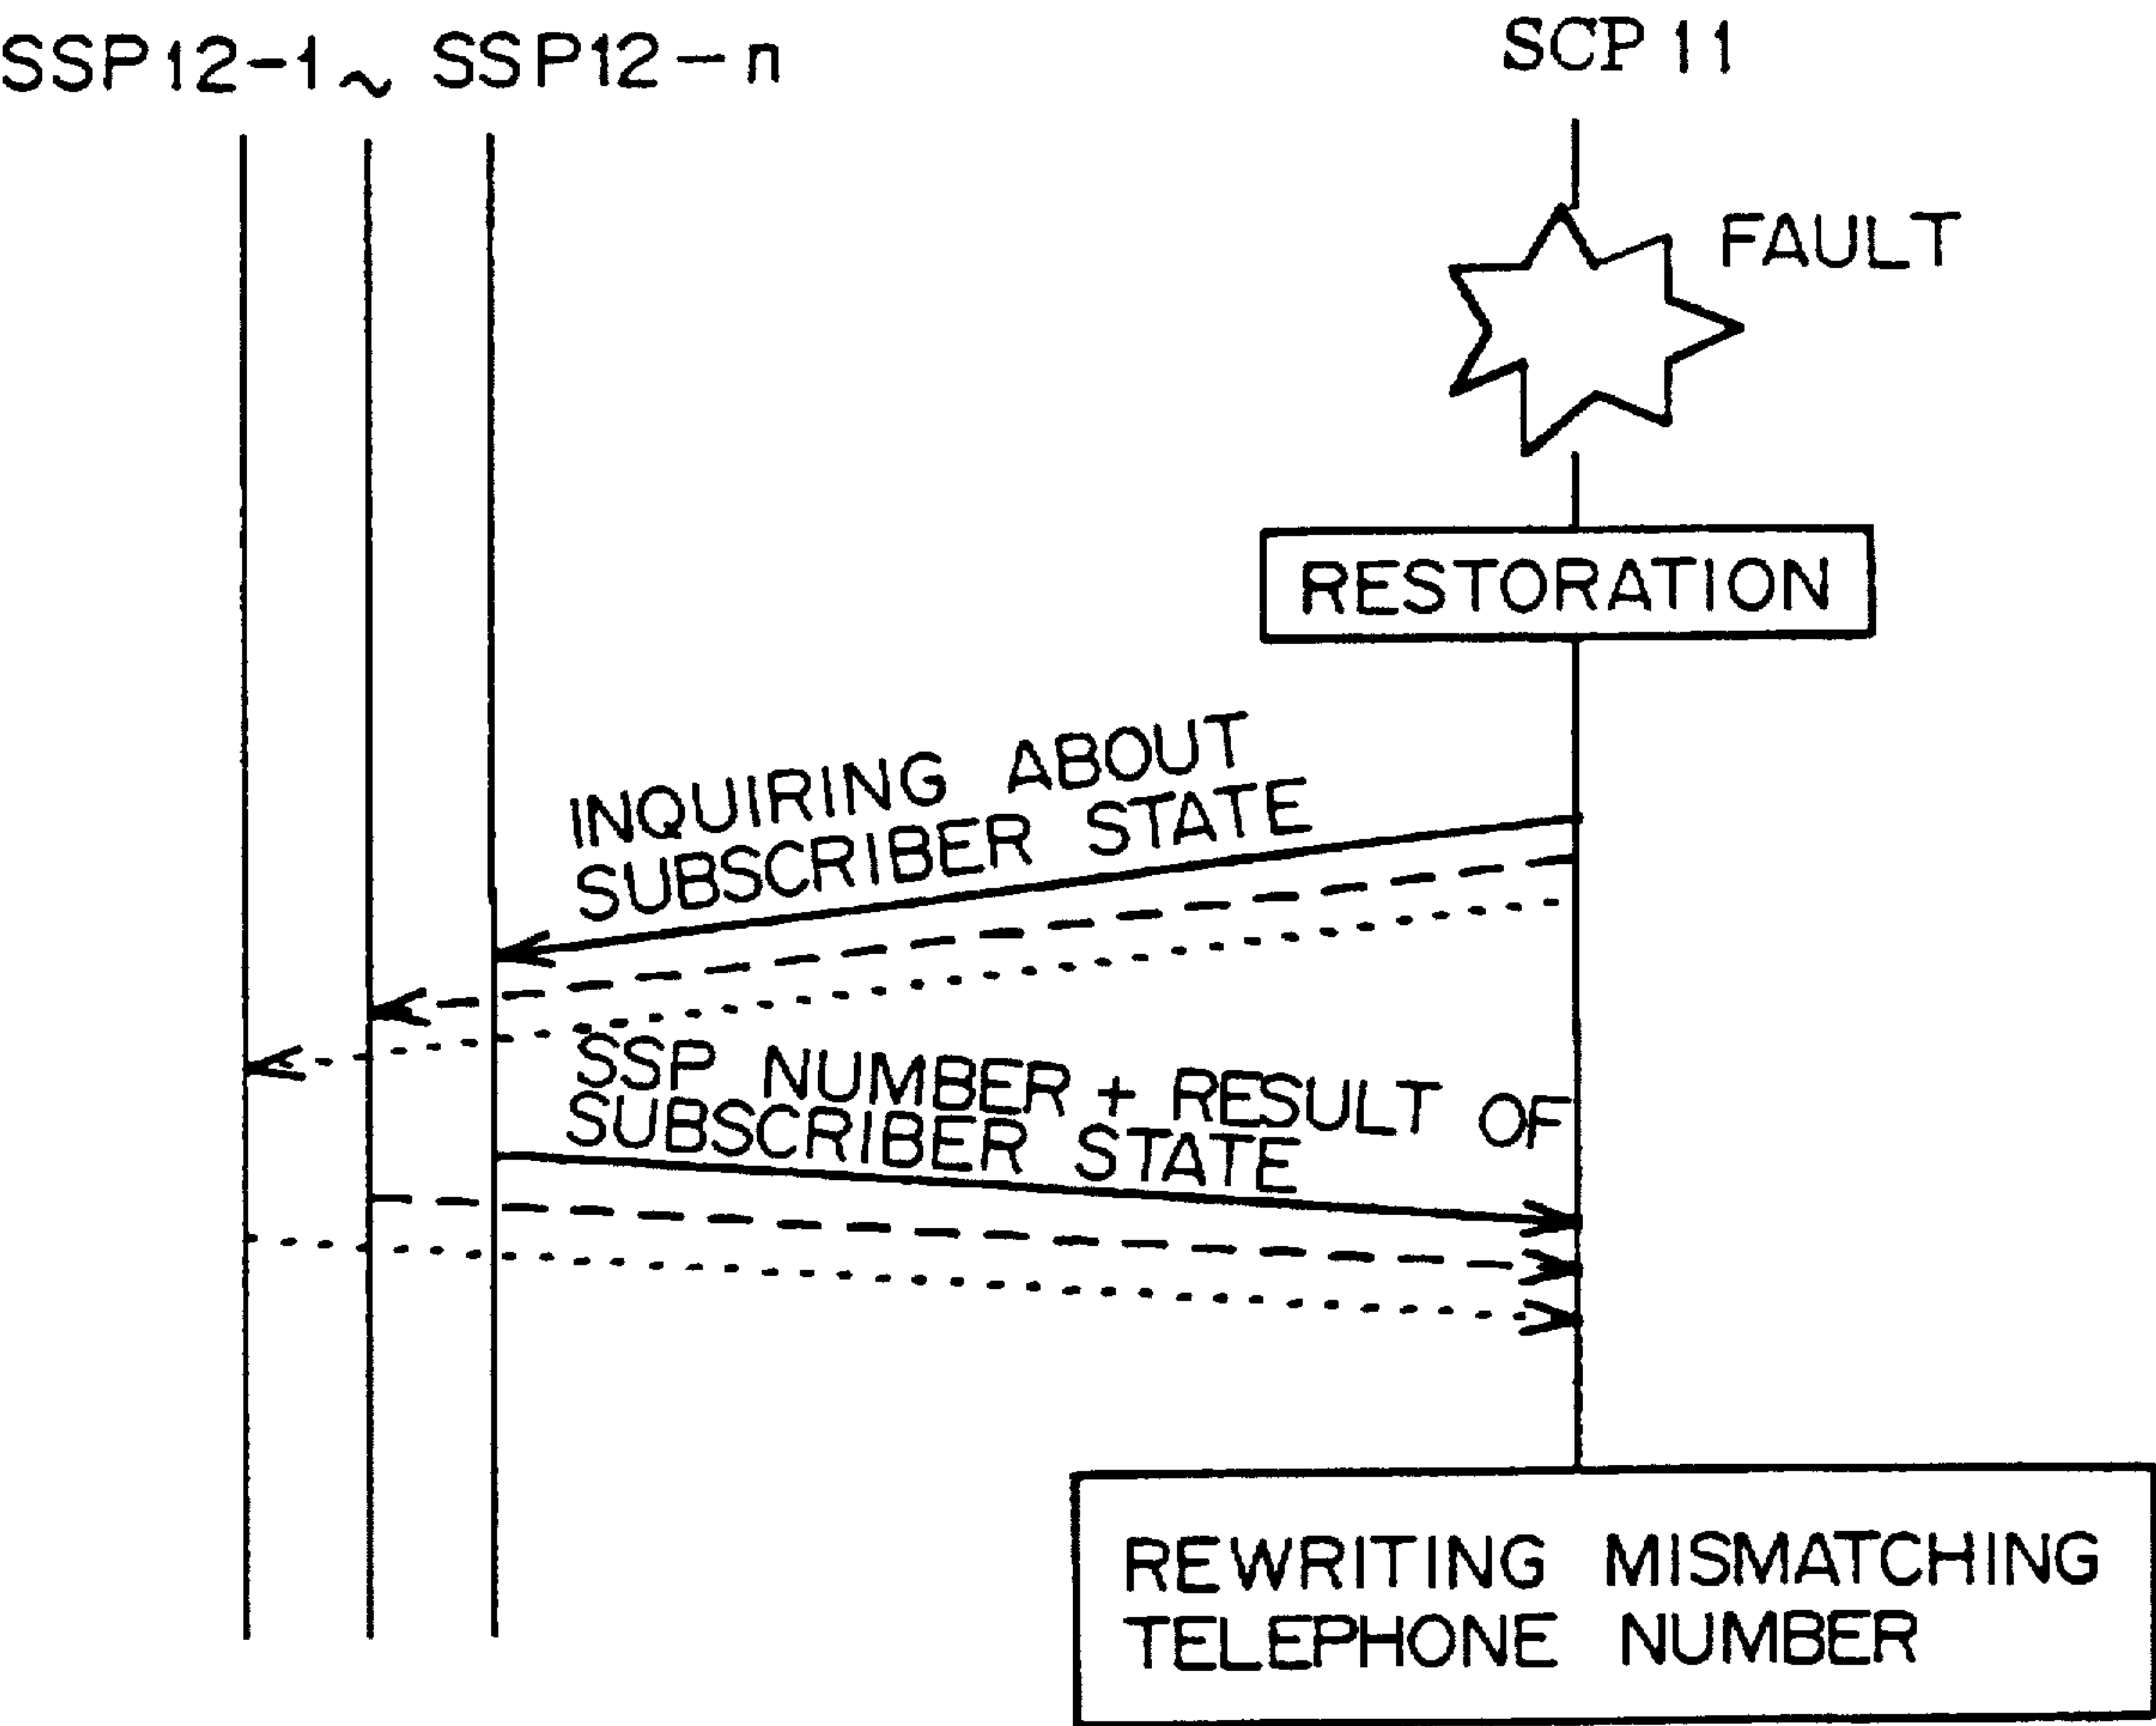 SSP12-1~ SSP12-n
SCP 11
FAULT
RESTORATION
INQUIRING ABOUT
SUBSCRIBER STATE
SSP NUMBER + RESULT OF
SUBSCRIBER STATE
REWRITING MISMATCHING
TELEPHONE NUMBER